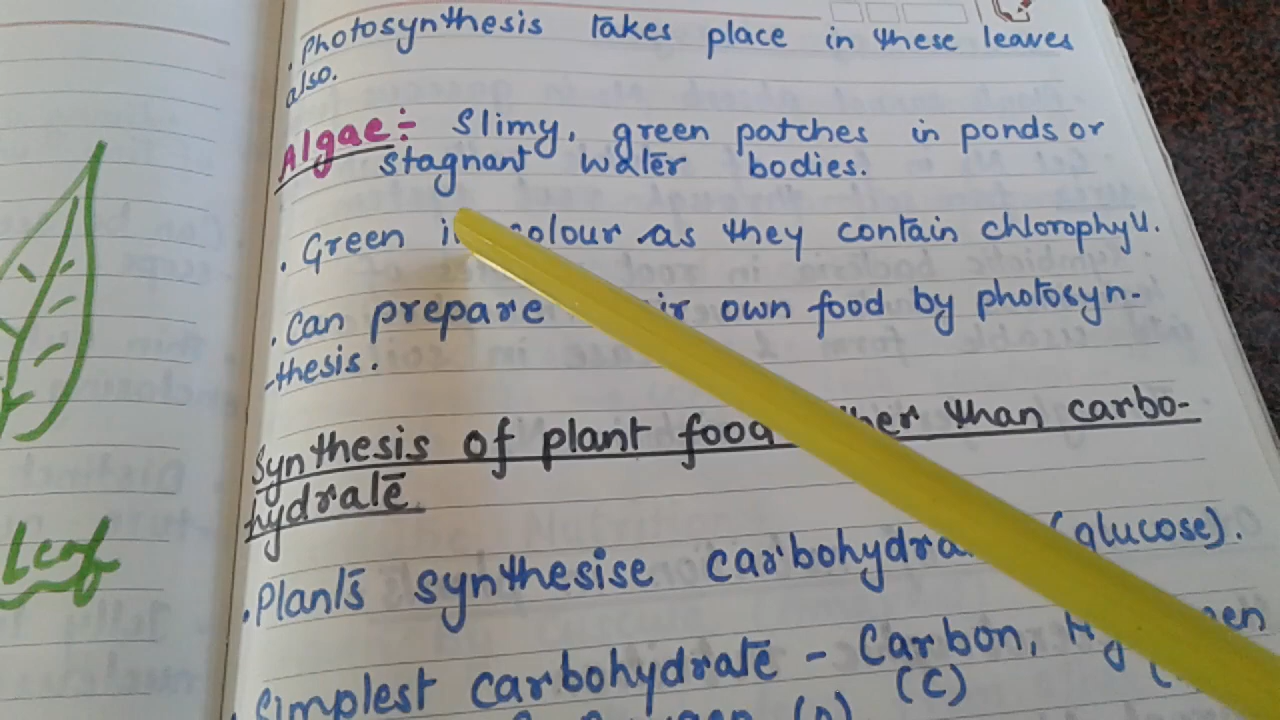 . Photosynthesis takes place in these leaves
also.
Algae:- Slimy, green patches in ponds or
stagnant water bodies.
. Green in colour as they contain chlorophyll.
. Can prepare own food by photosyn-
-thesis.
Synthesis of plant food than carbo-
hydrate
. Plants synthesise (glucose).
Simplest carbohydrate - Carbon,
(C)
Leaf